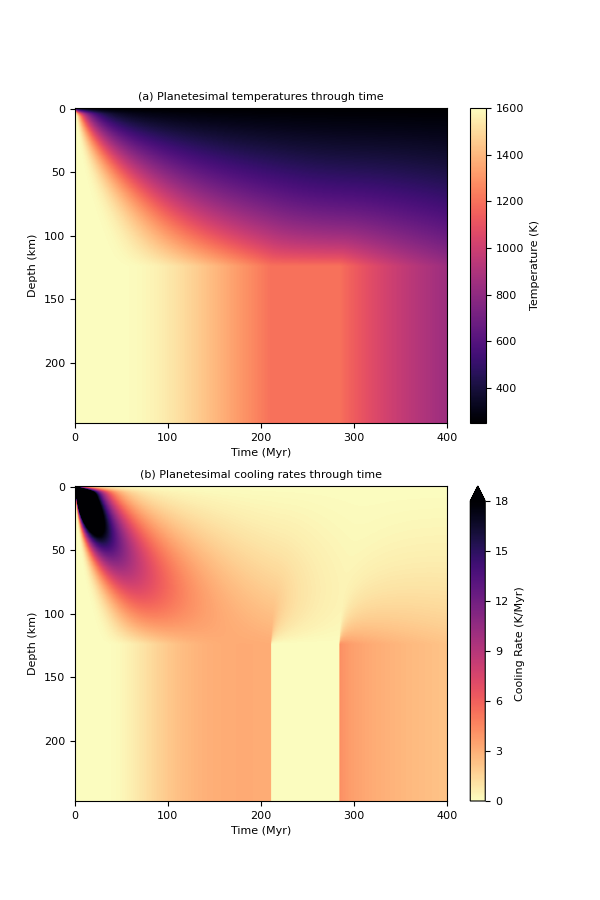 (a) Planetesimal temperatures through time
0
50
100
150
200
Depth (km)
0 100 200 300 400
Time (Myr)
1600
1400
1200
1000
800
600
400
Temperature (K)
(b) Planetesimal cooling rates through time
0
50
100
150
200
Depth (km)
0 100 200 300 400
Time (Myr)
18
15
12
9
6
3
0
Cooling Rate (K/Myr)